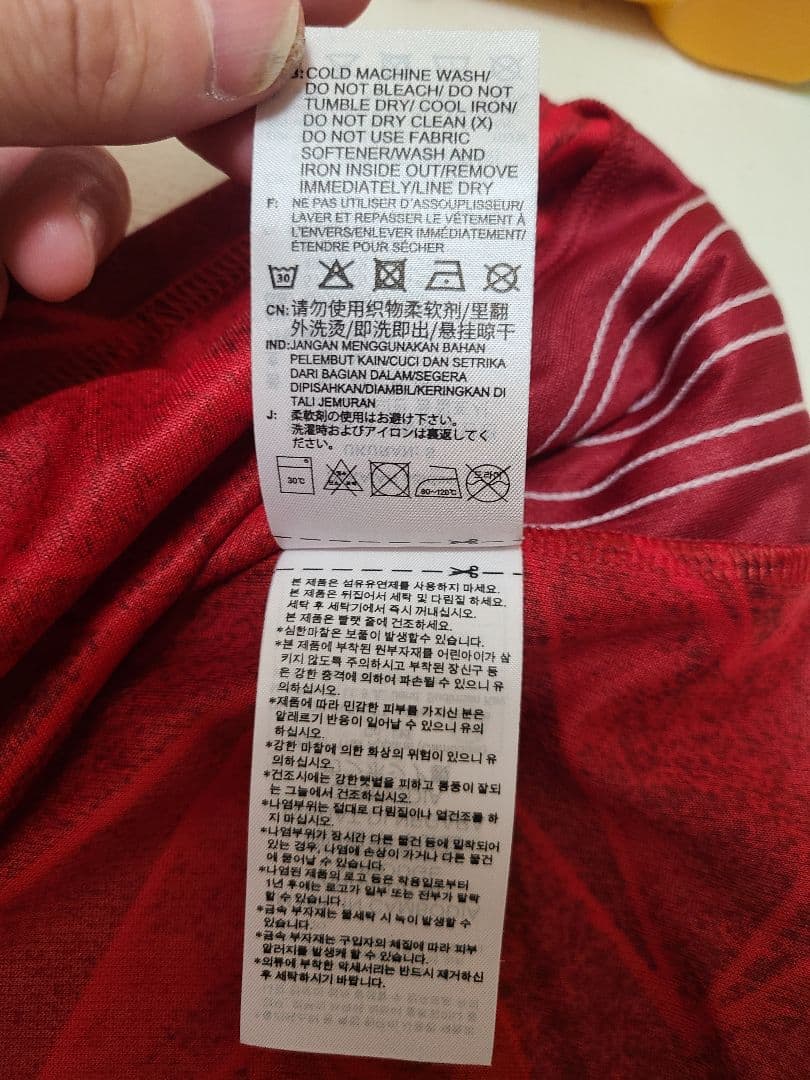 B:COLD MACHINE WASH/
DO NOT BLEACH/ DO NOT
TUMBLE DRY/ COOL IRON/
DO NOT DRY CLEAN (X)
DO NOT USE FABRIC
SOFTENER/WASH AND
IRON INSIDE OUT/REMOVE
IMMEDIATELY/LINE DRY
F: NE PAS UTILISER D'ASSOUPLISSEUR/
LAVER ET REPASSER LE VÊTEMENT À
L'ENVERS/ENLEVER IMMÉDIATEMENT/
ÉTENDRE POUR SÉCHER
30
CN:请勿使用织物柔软剂/里翻
外洗烫/即洗即出/悬挂晾干
IND:JANGAN MENGGUNAKAN BAHAN
PELEMBUT KAIN/CUCI DAN SETRIKA
DARI BAGIAN DALAM/SEGERA
DIPISAHKAN/DIAMBIL/KERINGKAN DI
TALI JEMURAN
J: 柔軟剤の使用はお避け下さい。
洗濯時およびアイロンは裏返してく
ださい。
30℃ 80~120℃ 드라이
본 제품은 섬유유연제를 사용하지 마세요.
본 제품은 뒤집어서 세탁 및 다림질 하세요.
세탁 후 세탁기에서 즉시 꺼내십시오.
본 제품은 빨랫 줄에 건조하세요.
*심한마찰은 보풀이 발생할수 있습니다.
*본 제품에 부착된 원부자재를 어린아이가 삼
키지 않도록 주의하시고 부착된 장신구 등
은 강한 충격에 의하여 파손될 수 있으니 유
의하십시오.
*제품에 따라 민감한 피부를 가지신 분은
알레르기 반응이 일어날 수 있으니 유의
하십시오.
*강한 마찰에 의한 화상의 위험이 있으니 유
의하십시오.
*건조시에는 강한햇볕을 피하고 통풍이 잘되
는 그늘에서 건조하십시오.
*나염부위는 절대로 다림질이나 열건조를 하
지 마십시오.
*나염부위가 장시간 다른 물건 등에 밀착되어
있는 경우, 나염에 손상이 가거나 다른 물건
에 묻어날 수 있습니다.
*나염된 제품의 로고 등은 착용일로부터
1년 후에는 로고가 일부 또는 전부가 탈락
할 수 있습니다.
*금속 부자재는 물세탁 시 녹이 발생할 수
있습니다.
*금속 부자재는 구입자의 체질에 따라 피부
알러지를 발생케 할 수 있습니다.
*의류에 부착한 악세서리는 반드시 제거하신
후 세탁하시기 바랍니다.